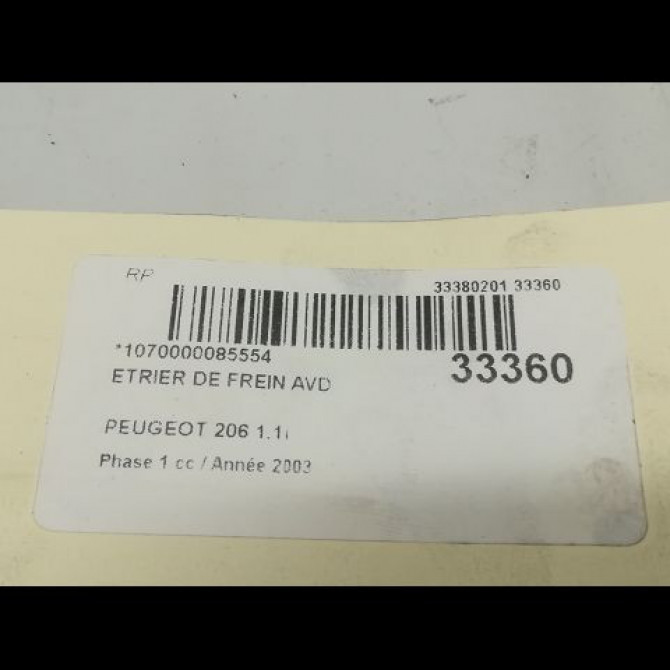 RP
33380201 33360
*1070000085554
33360
ETRIER DE FREIN AVD
PEUGEOT 206 1.1i
Phase 1 cc / Année 2003